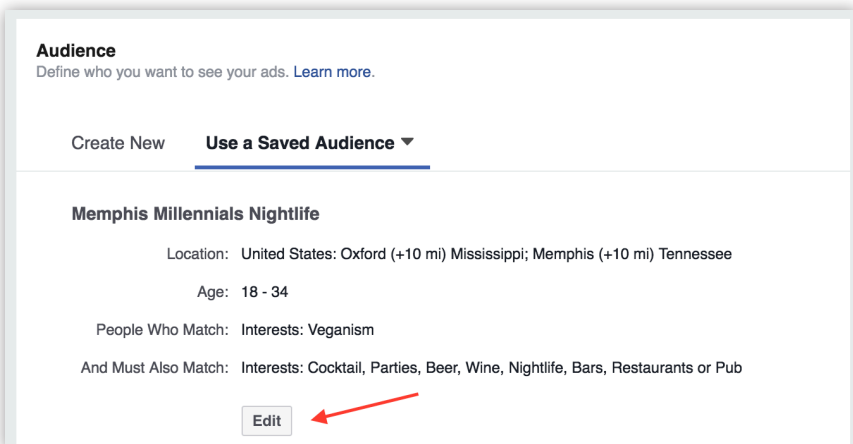 Audience
Define who you want to see your ads. Learn more.
Create New Use a Saved Audience
Memphis Millennials Nightlife
Location: United States: Oxford (+10 mi) Mississippi; Memphis (+10 mi) Tennessee
Age: 18 - 34
People Who Match: Interests: Veganism
And Must Also Match: Interests: Cocktail, Parties, Beer, Wine, Nightlife, Bars, Restaurants or Pub
Edit